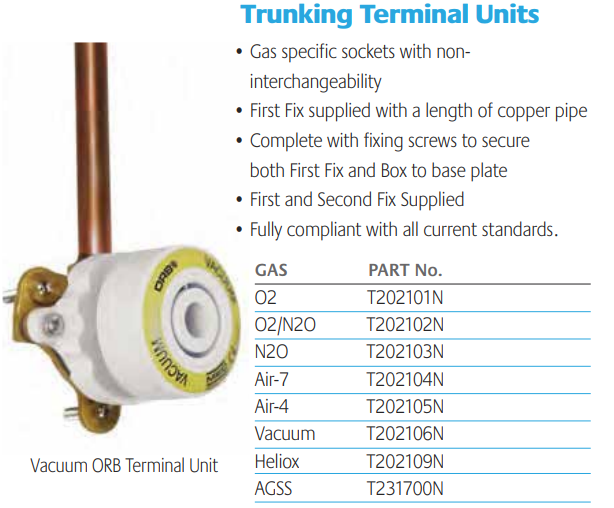 Trunking Terminal Units
• Gas specific sockets with non-
interchangeability
• First Fix supplied with a length of copper pipe
• Complete with fixing screws to secure
both First Fix and Box to base plate
• First and Second Fix Supplied
• Fully compliant with all current standards.
GAS PART No.
O2 T202101N
O2/N2O T202102N
N2O T202103N
Air-7 T202104N
Air-4 T202105N
Vacuum T202106N
Heliox T202109N
AGSS T231700N
ORB
VACUUM
VACUUM
Vacuum ORB Terminal Unit